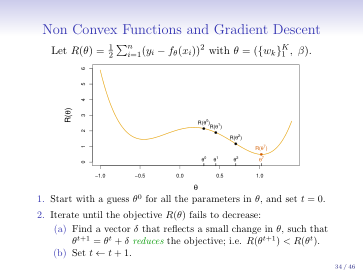 Non Convex Functions and Gradient Descent
Let R(θ) = 1/2 ∑ⁿᵢ₌₁(yᵢ − f_θ(xᵢ))² with θ = ({w_k}₁ᴷ, β).
R(θ)
0 1 2 3 4 5 6
R(θ⁰) R(θ¹) R(θ²) R(θ⁷)
θ⁰ θ¹ θ² θ⁷
−1.0 −0.5 0.0 0.5 1.0
θ
1. Start with a guess θ⁰ for all the parameters in θ, and set t = 0.
2. Iterate until the objective R(θ) fails to decrease:
(a) Find a vector δ that reflects a small change in θ, such that
θᵗ⁺¹ = θᵗ + δ reduces the objective; i.e. R(θᵗ⁺¹) < R(θᵗ).
(b) Set t ← t + 1.
34 / 46